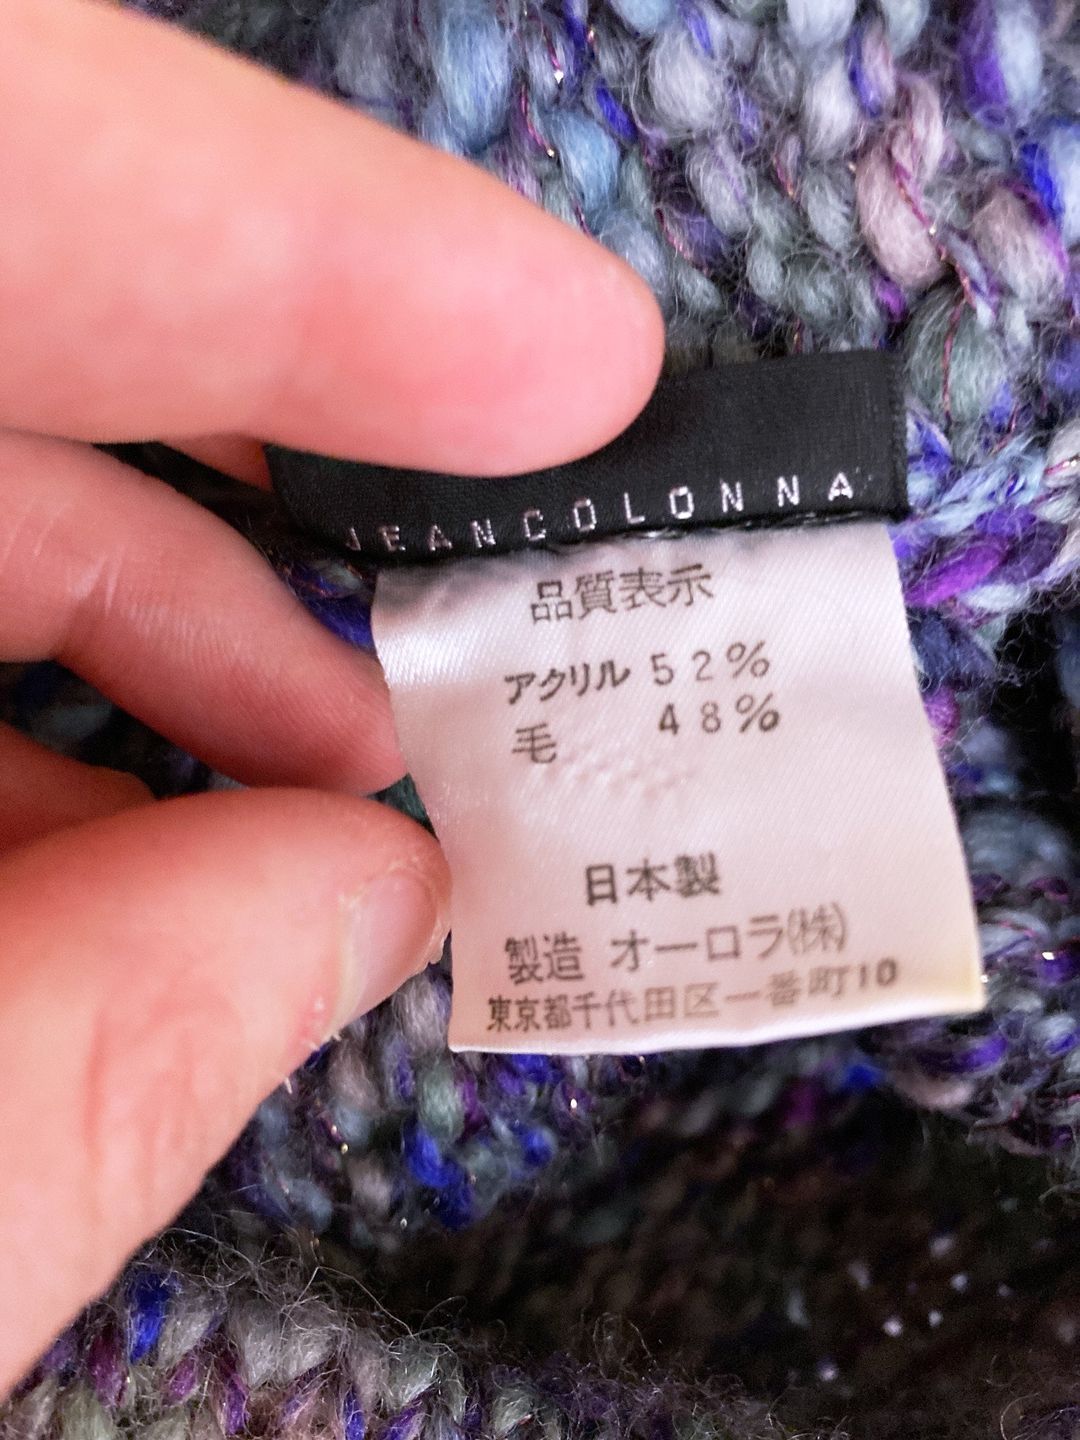 JEANCOLONNA
品質表示
アクリル 52%
毛 48%
日本製
製造 オーロラ(株)
東京都千代田区一番町10